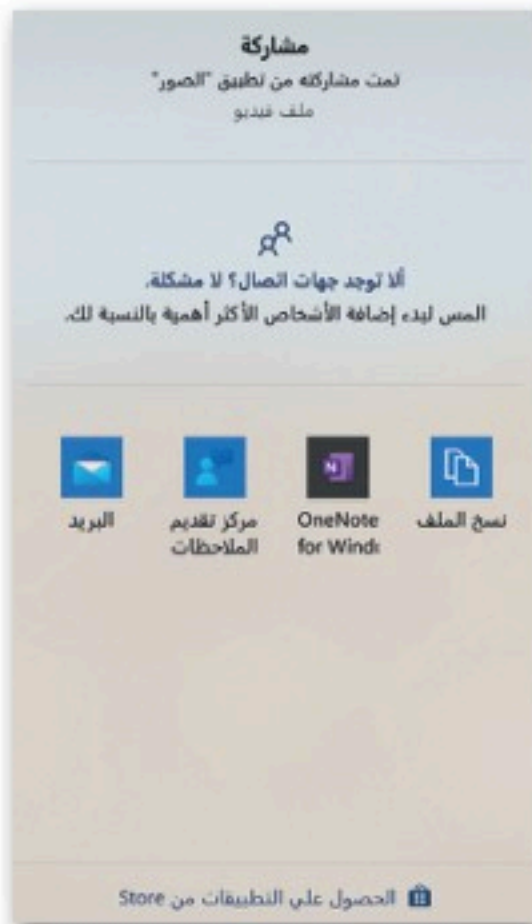 مشاركة
تمت مشاركته من تطبيق "الصور"
ملف فيديو
ألا توجد جهات اتصال؟ لا مشكلة.
المس لبدء إضافة الأشخاص الأكثر أهمية بالنسبة لك.
نسخ الملف
OneNote
for Wind
مركز تقديم
الملاحظات
البريد
الحصول على التطبيقات من Store